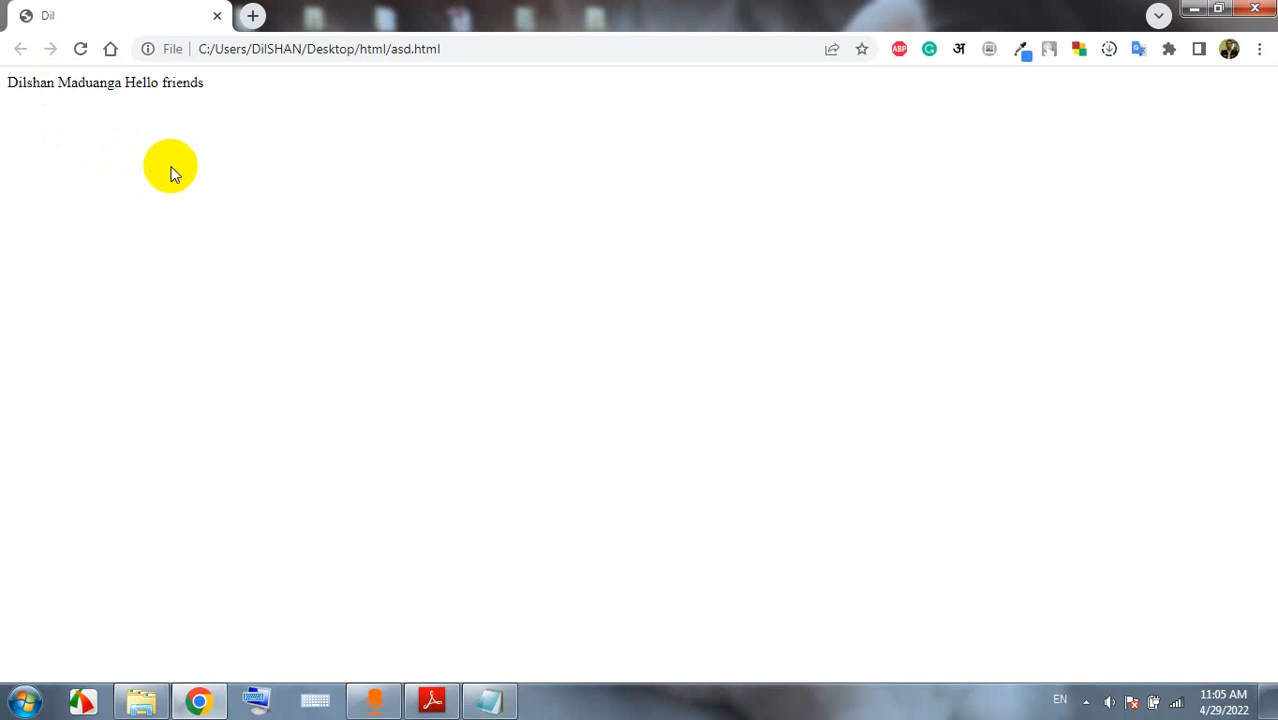 Dil
File C:/Users/DilSHAN/Desktop/html/asd.html
ABP अ
Dilshan Maduanga Hello friends
EN
11:05 AM
4/29/2022